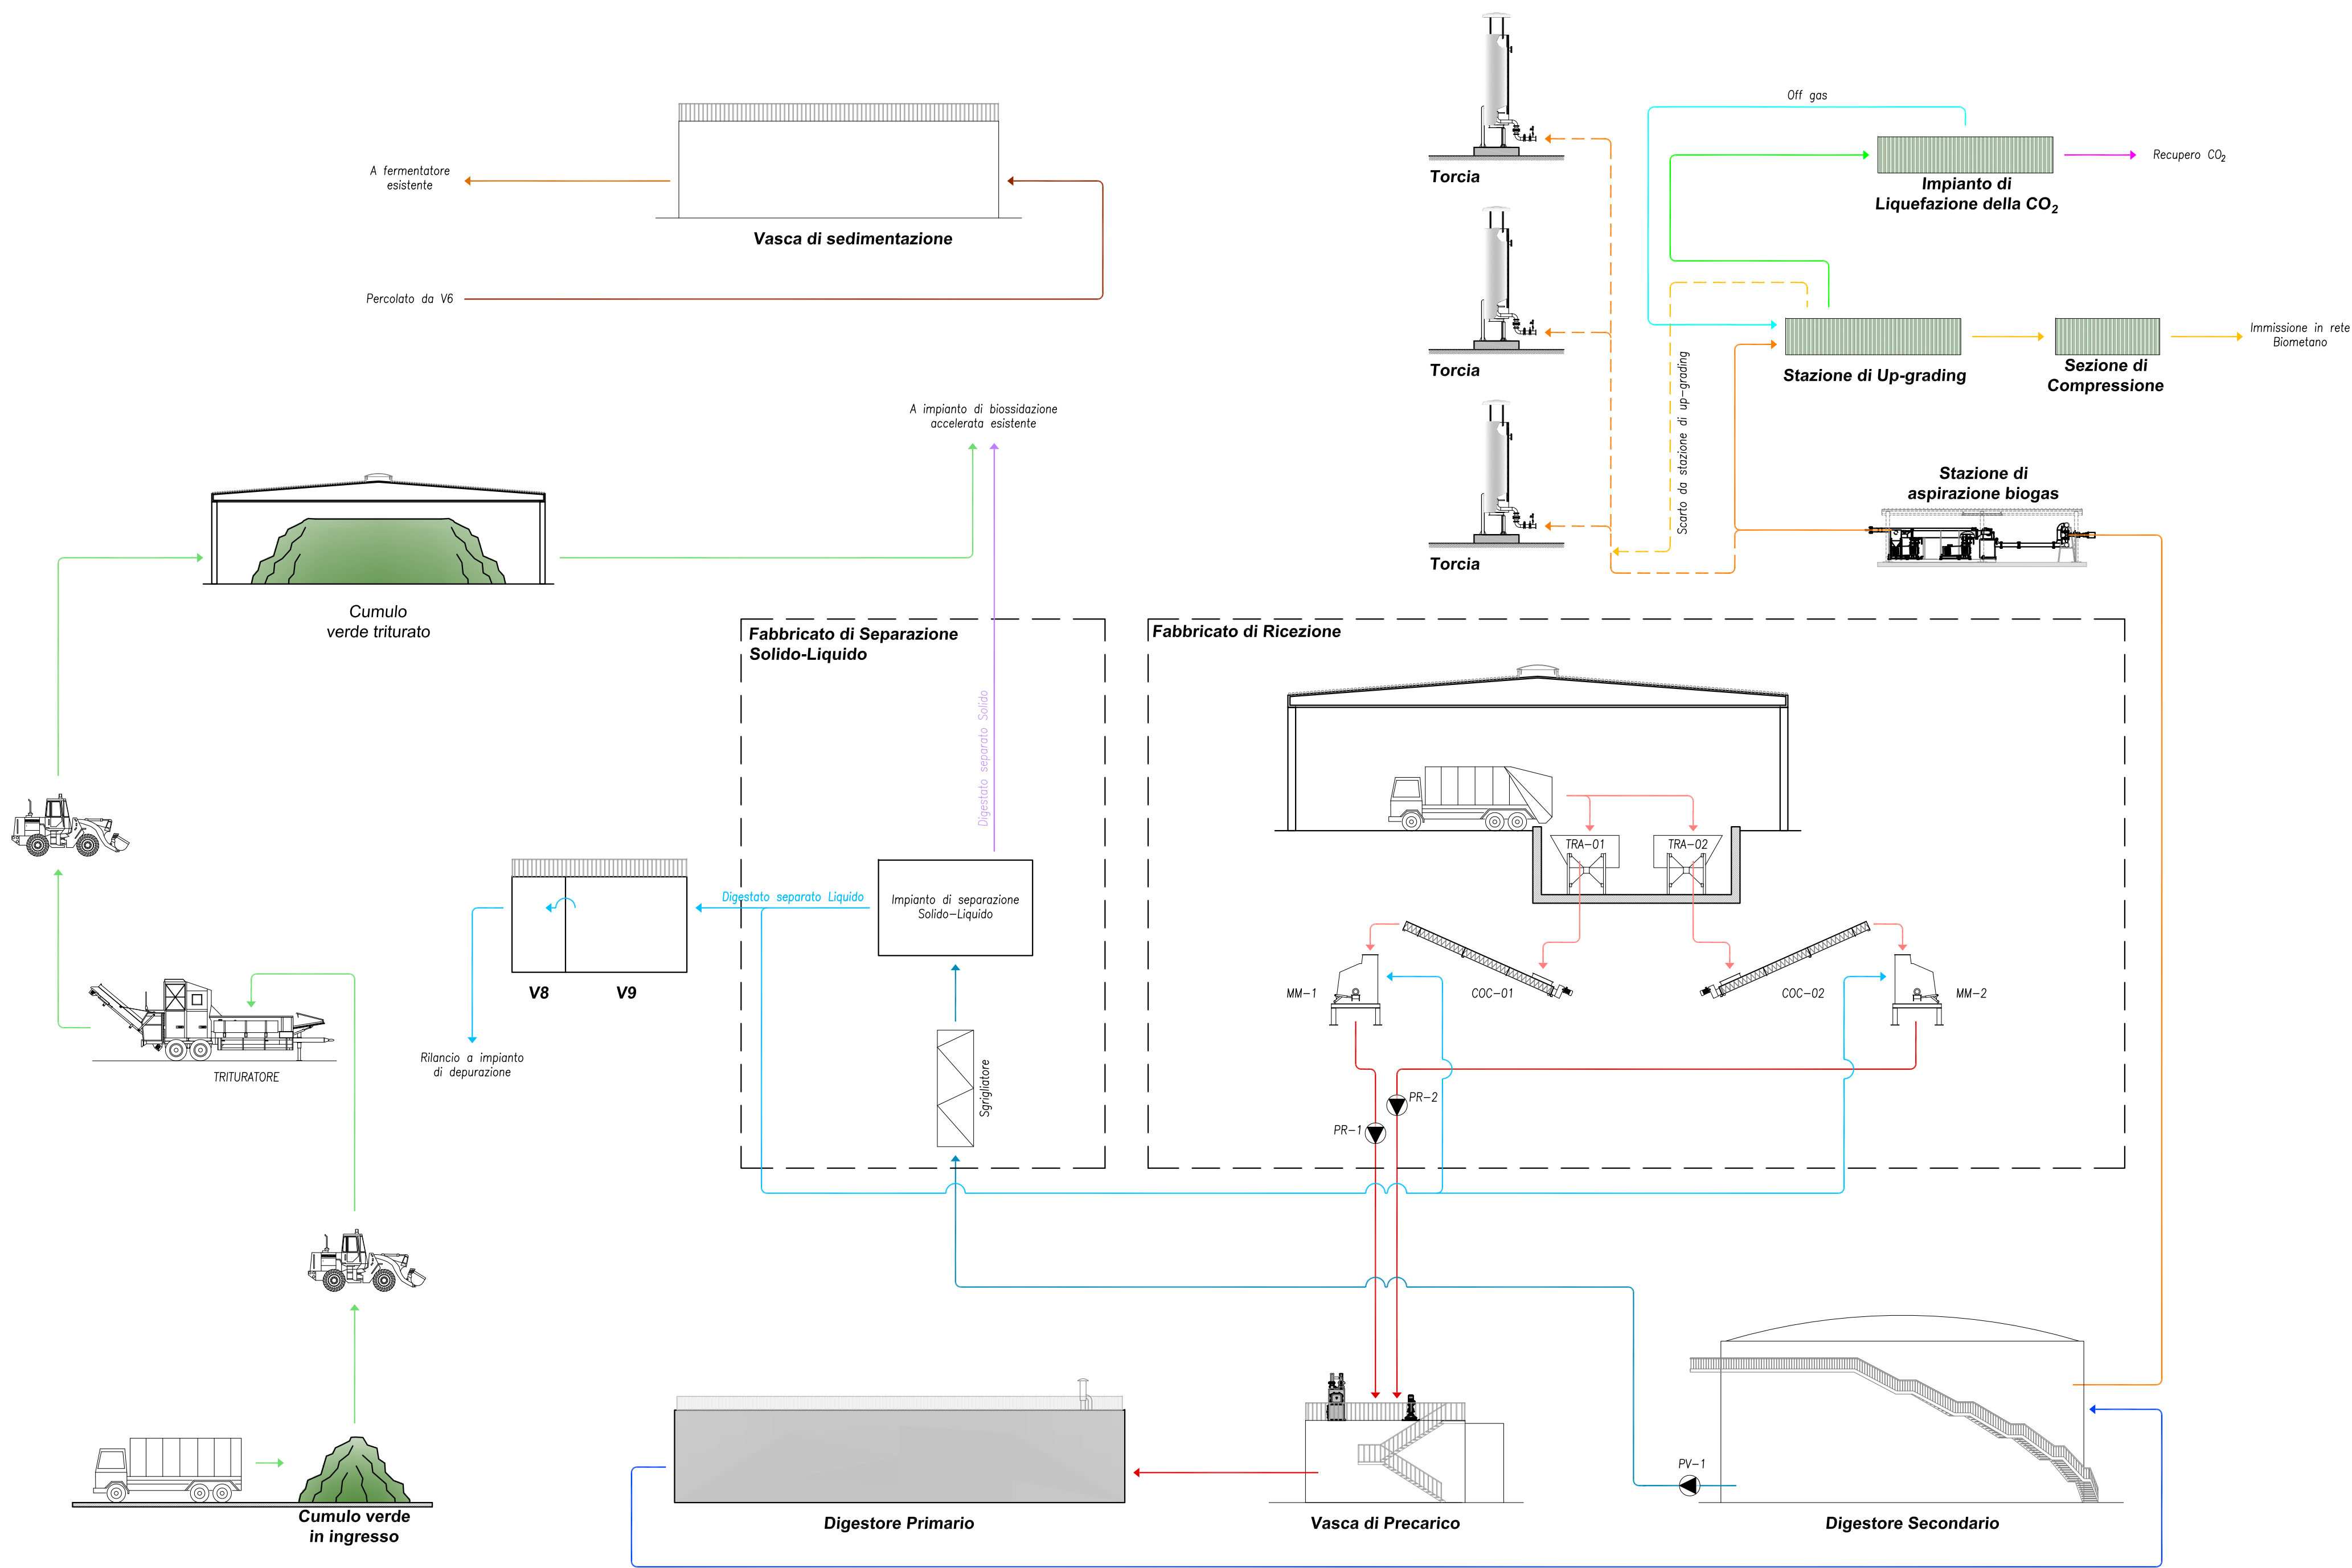 Off gas
Recupero CO2
Impianto di
Liquefazione della CO2
A fermentatore
esistente
Torcia
Vasca di sedimentazione
Percolato da V6
Immissione in rete
Biometano
Stazione di Up-grading
Sezione di
Compressione
Torcia
Scarto da stazione di up-grading
A impianto di biossidazione
accelerata esistente
Stazione di
aspirazione biogas
Torcia
Cumulo
verde triturato
Fabbricato di Separazione
Solido-Liquido
Fabbricato di Ricezione
Digestato separato Solido
TRA-01
TRA-02
Digestato separato Liquido
Impianto di separazione
Solido-Liquido
V8
V9
MM-1
COC-01
COC-02
MM-2
Rilancio a impianto
di depurazione
TRITURATORE
Sgrigliatore
PR-2
PR-1
PV-1
Cumulo verde
in ingresso
Digestore Primario
Vasca di Precarico
Digestore Secondario